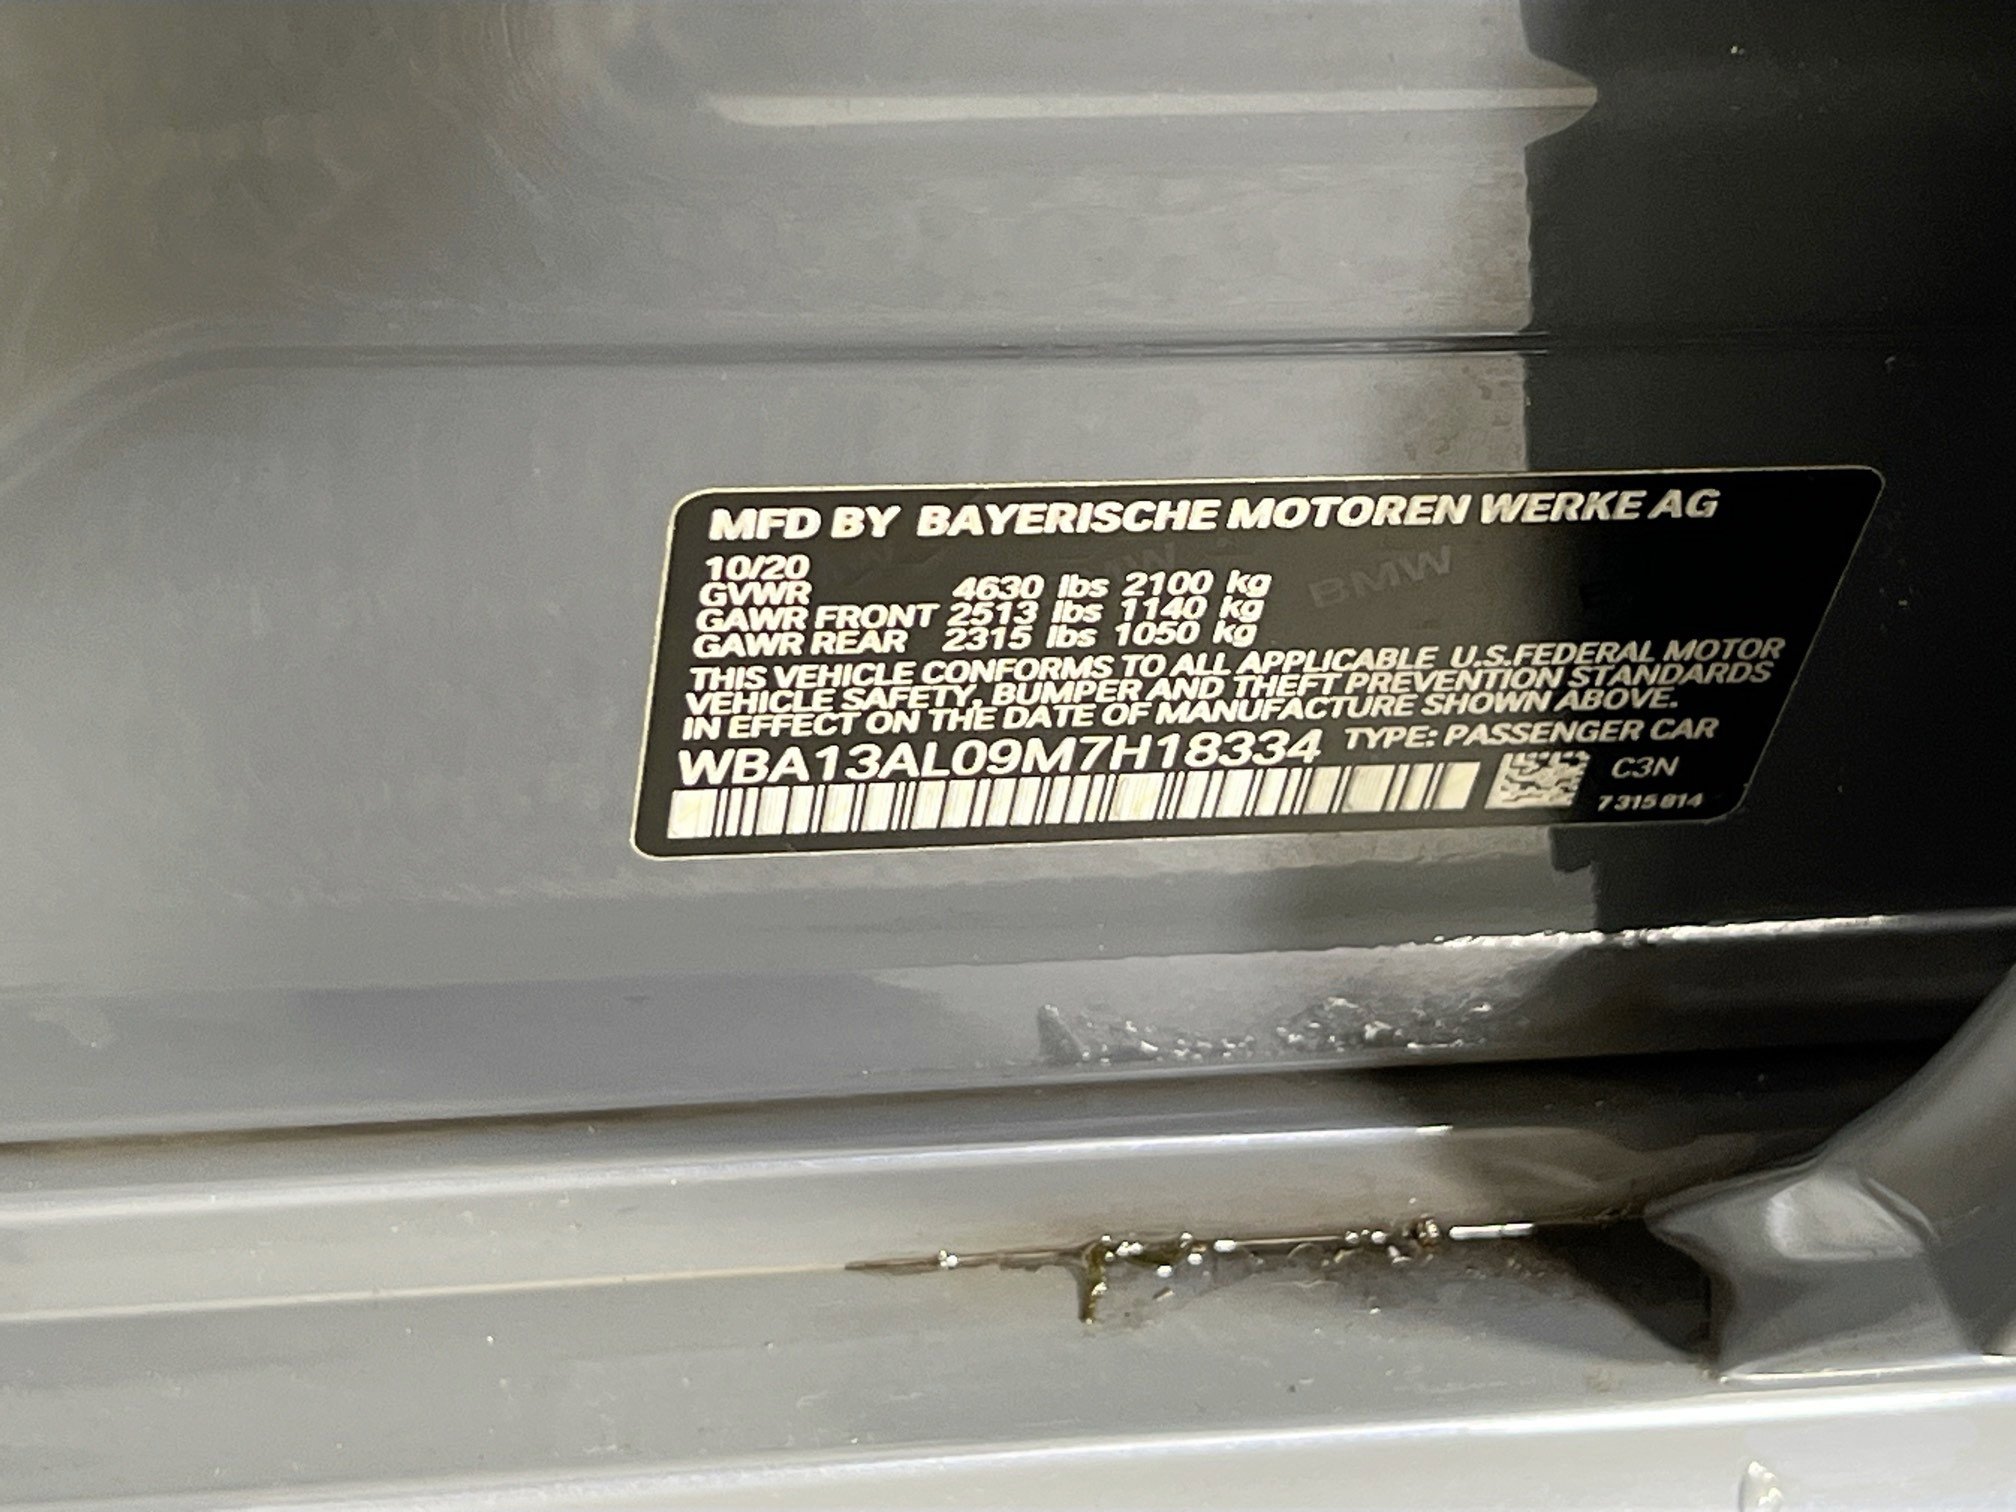 MFD BY BAYERISCHE MOTOREN WERKE AG
10/20
GVWR 4630 lbs 2100 kg
GAWR FRONT 2513 lbs 1140 kg
GAWR REAR 2315 lbs 1050 kg
THIS VEHICLE CONFORMS TO ALL APPLICABLE U.S.FEDERAL MOTOR
VEHICLE SAFETY, BUMPER AND THEFT PREVENTION STANDARDS
IN EFFECT ON THE DATE OF MANUFACTURE SHOWN ABOVE.
WBA13AL09M7H18334 TYPE: PASSENGER CAR
C3N
7 315 814
BMW